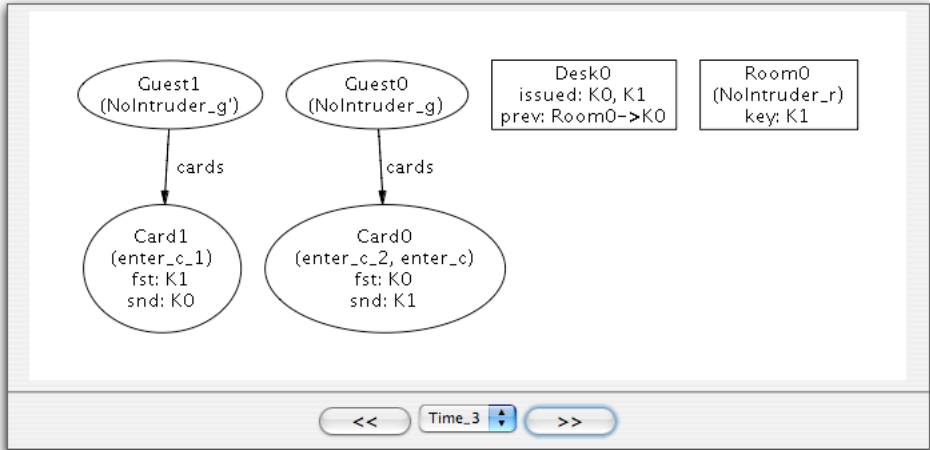 Guest1
(NoIntruder_g')
Guest0
(NoIntruder_g)
Desk0
issued: K0, K1
prev: Room0->K0
Room0
(NoIntruder_r)
key: K1
cards
cards
Card1
(enter_c_1)
fst: K1
snd: K0
Card0
(enter_c_2, enter_c)
fst: K0
snd: K1
<<
Time_3
>>